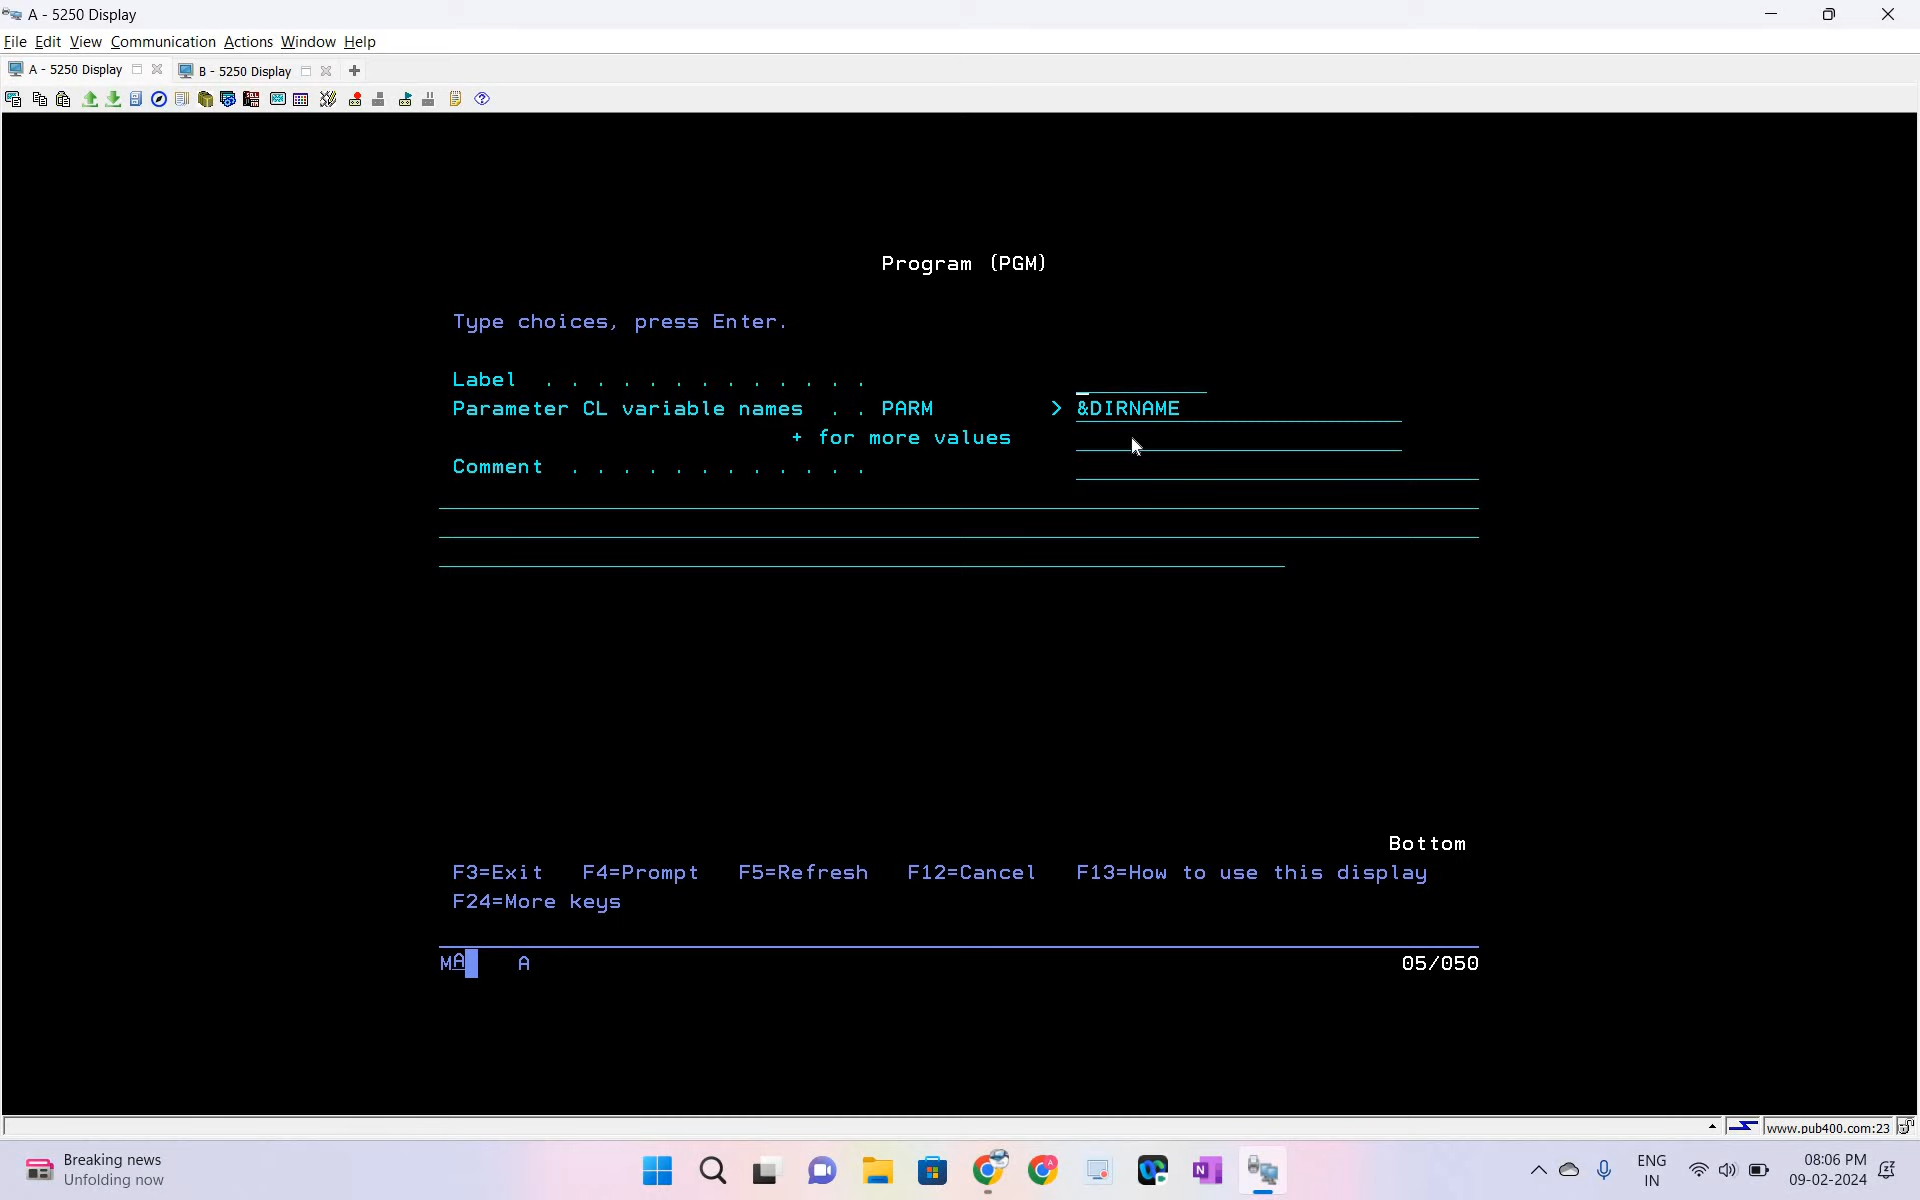 A - 5250 Display
File Edit View Communication Actions Window Help
A - 5250 Display
B - 5250 Display
Program (PGM)
Type choices, press Enter.
Label . . . . . . . . . . . . .
Parameter CL variable names . . PARM > &DIRNAME
+ for more values
Comment . . . . . . . . . . . .
Bottom
F3=Exit F4=Prompt F5=Refresh F12=Cancel F13=How to use this display
F24=More keys
MA A 05/050
www.pub400.com:23
Breaking news
Unfolding now
ENG
IN
08:06 PM
09-02-2024